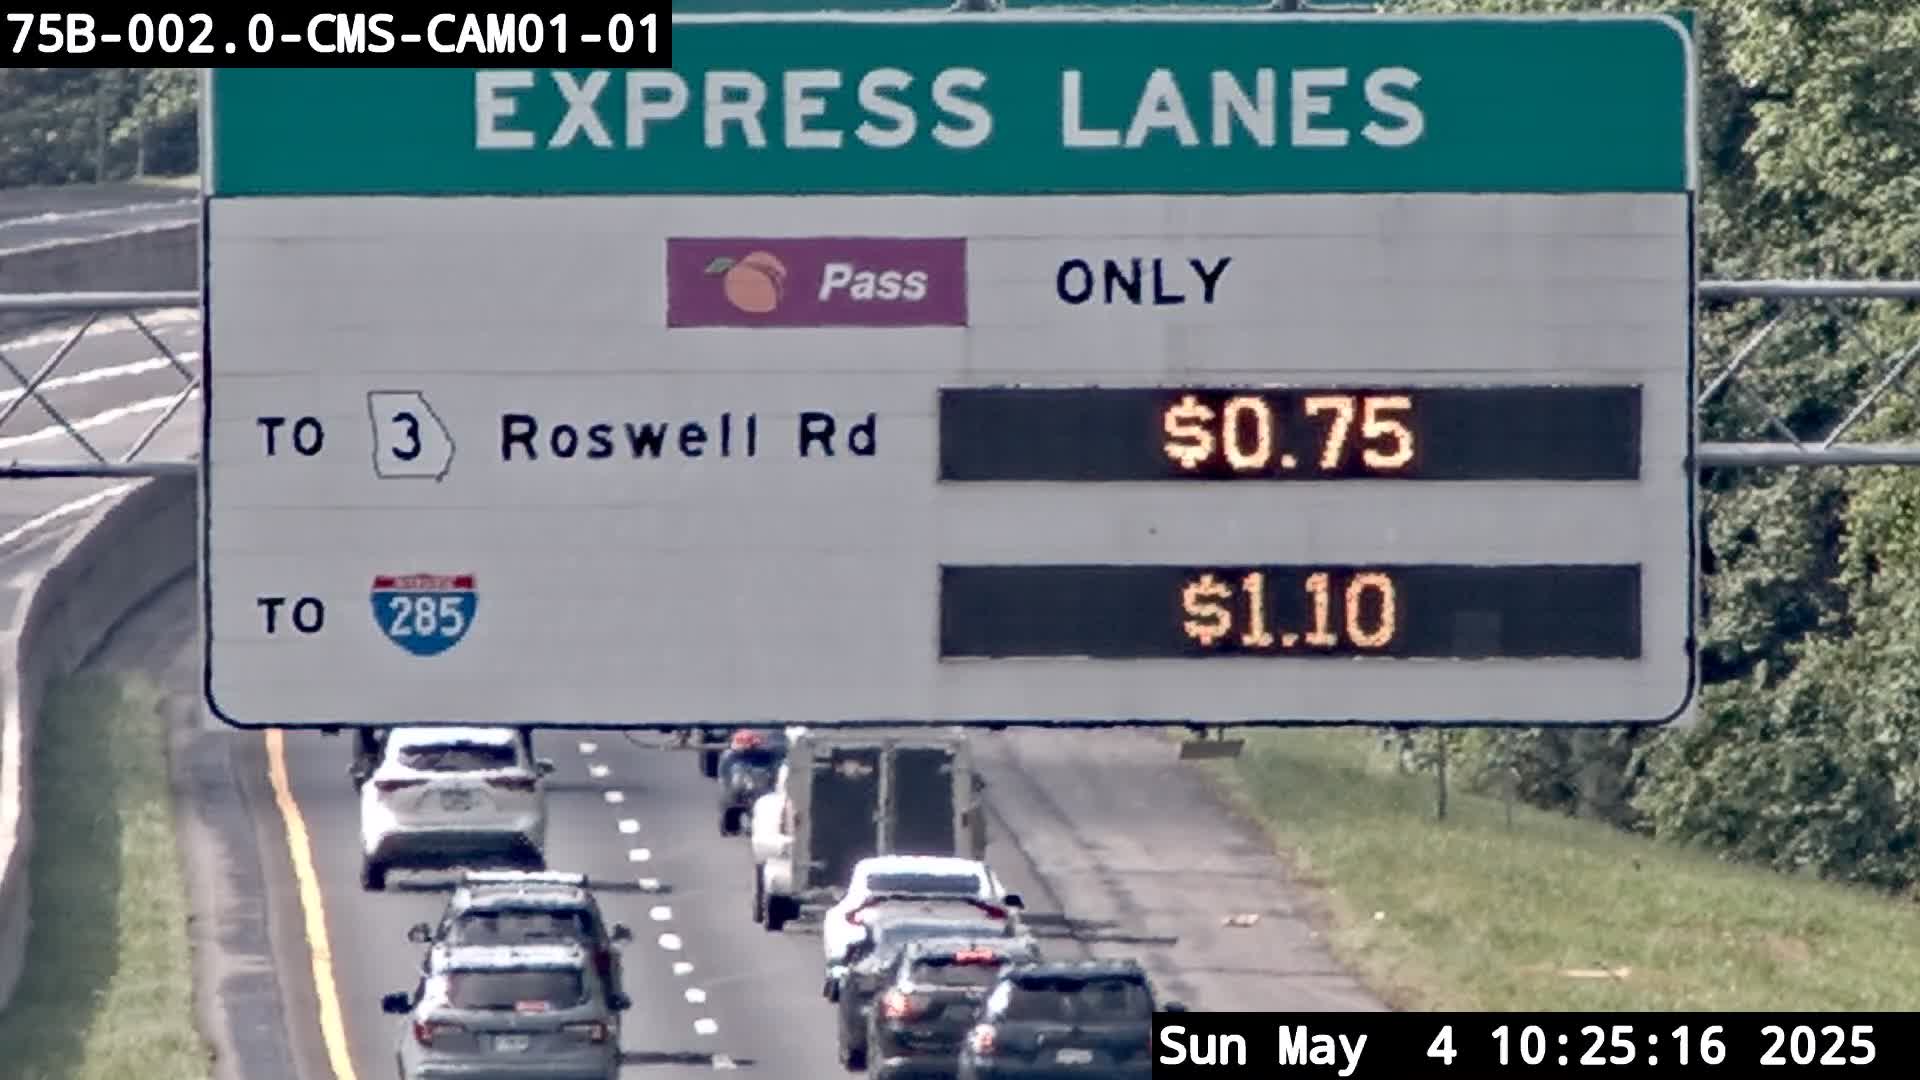 75B-002.0-CMS-CAM01-01
EXPRESS LANES
Pass ONLY
TO 3 Roswell Rd $0.75
TO 285 $1.10
Sun May 4 10:25:16 2025